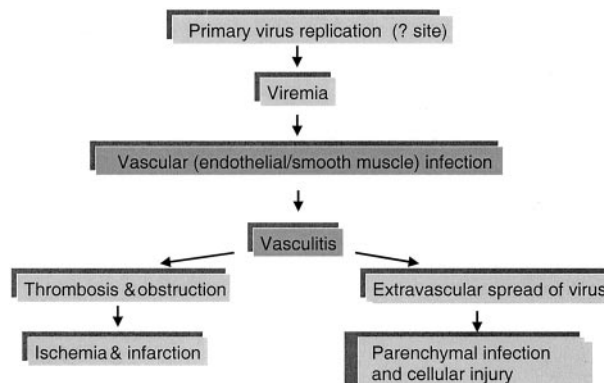 Primary virus replication (? site)
Viremia
Vascular (endothelial/smooth muscle) infection
Vasculitis
Thrombosis & obstruction
Extravascular spread of virus
Ischemia & infarction
Parenchymal infection
and cellular injury